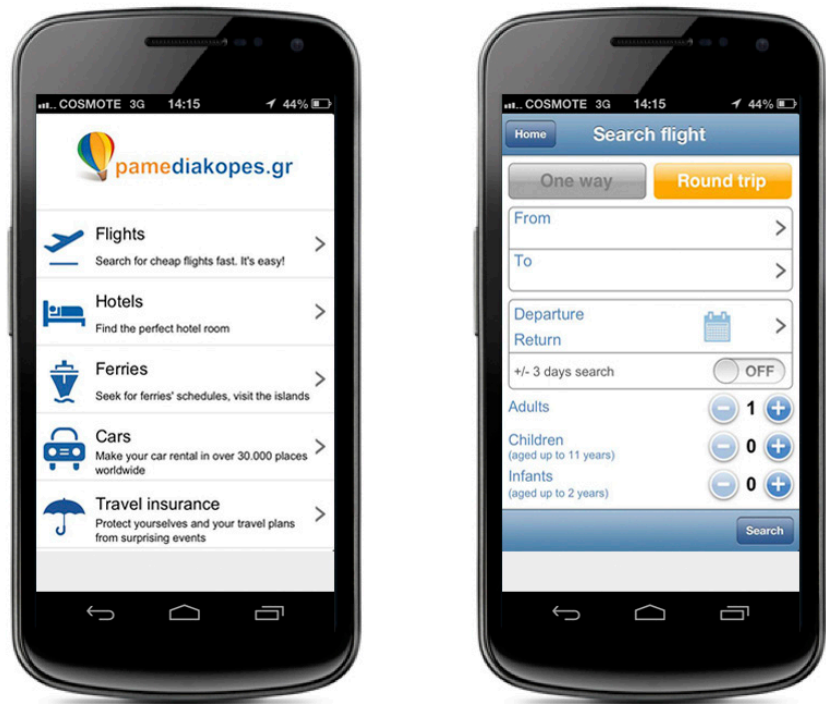 COSMOTE 3G 14:15 44%
pamediakopes.gr
Flights
Search for cheap flights fast. It's easy!
Hotels
Find the perfect hotel room
Ferries
Seek for ferries' schedules, visit the islands
Cars
Make your car rental in over 30.000 places
worldwide
Travel insurance
Protect yourselves and your travel plans
from surprising events
COSMOTE 3G 14:15 44%
Home Search flight
One way Round trip
From
To
Departure
Return
+/- 3 days search OFF
Adults 1
Children 0
(aged up to 11 years)
Infants 0
(aged up to 2 years)
Search